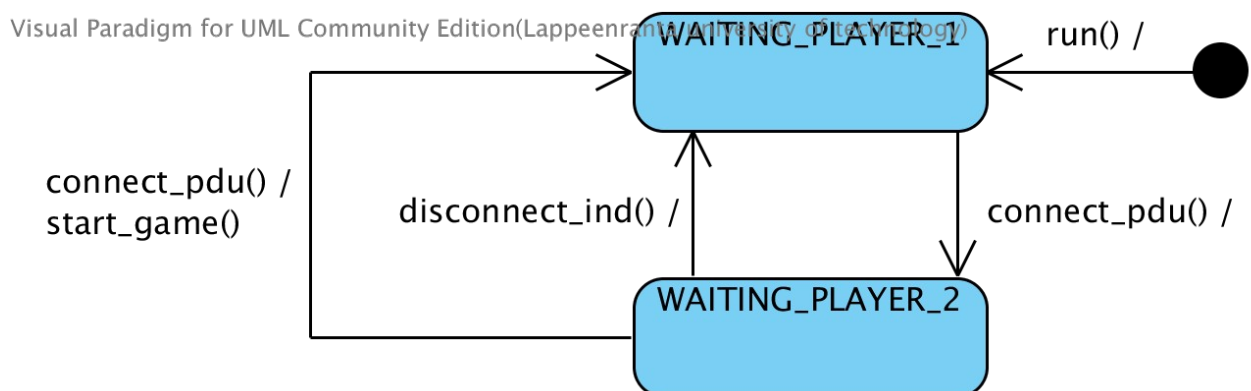 Visual Paradigm for UML Community Edition(Lappeenranta university of technology)
WAITING_PLAYER_1
run() /
connect_pdu() /
start_game()
disconnect_ind() /
connect_pdu() /
WAITING_PLAYER_2